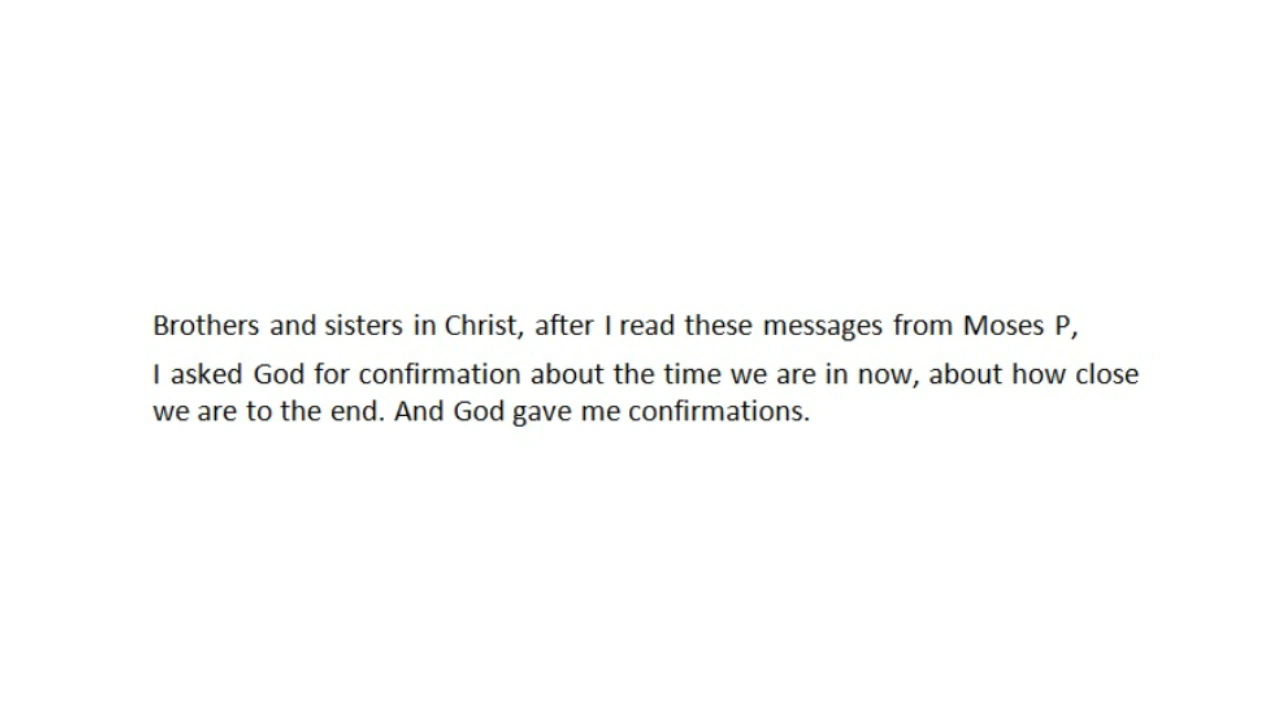 Brothers and sisters in Christ, after I read these messages from Moses P,
I asked God for confirmation about the time we are in now, about how close
we are to the end. And God gave me confirmations.